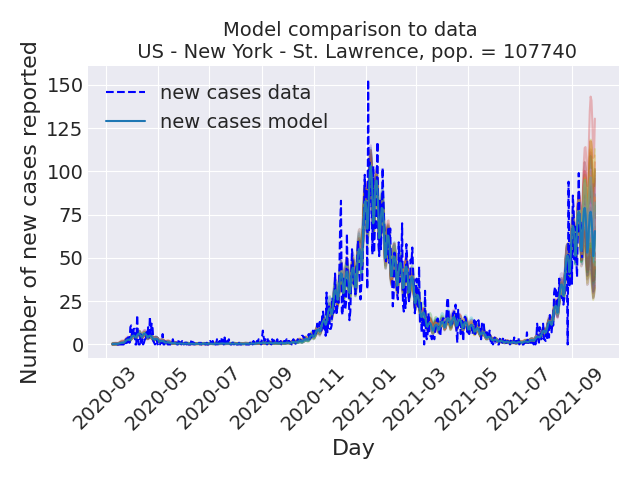 Model comparison to data
US - New York - St. Lawrence, pop. = 107740
Number of new cases reported
150
125
100
75
50
25
0
new cases data
new cases model
2020-03
2020-05
2020-07
2020-09
2020-11
2021-01
2021-03
2021-05
2021-07
2021-09
Day